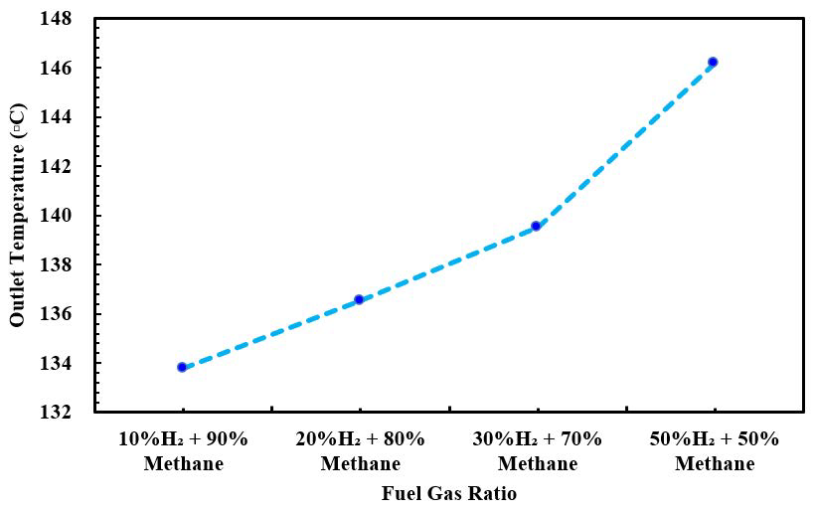 148
146
144
142
140
138
136
134
132
Outlet Temperature (▫C)
10%H₂ + 90%
Methane
20%H₂ + 80%
Methane
30%H₂ + 70%
Methane
50%H₂ + 50%
Methane
Fuel Gas Ratio